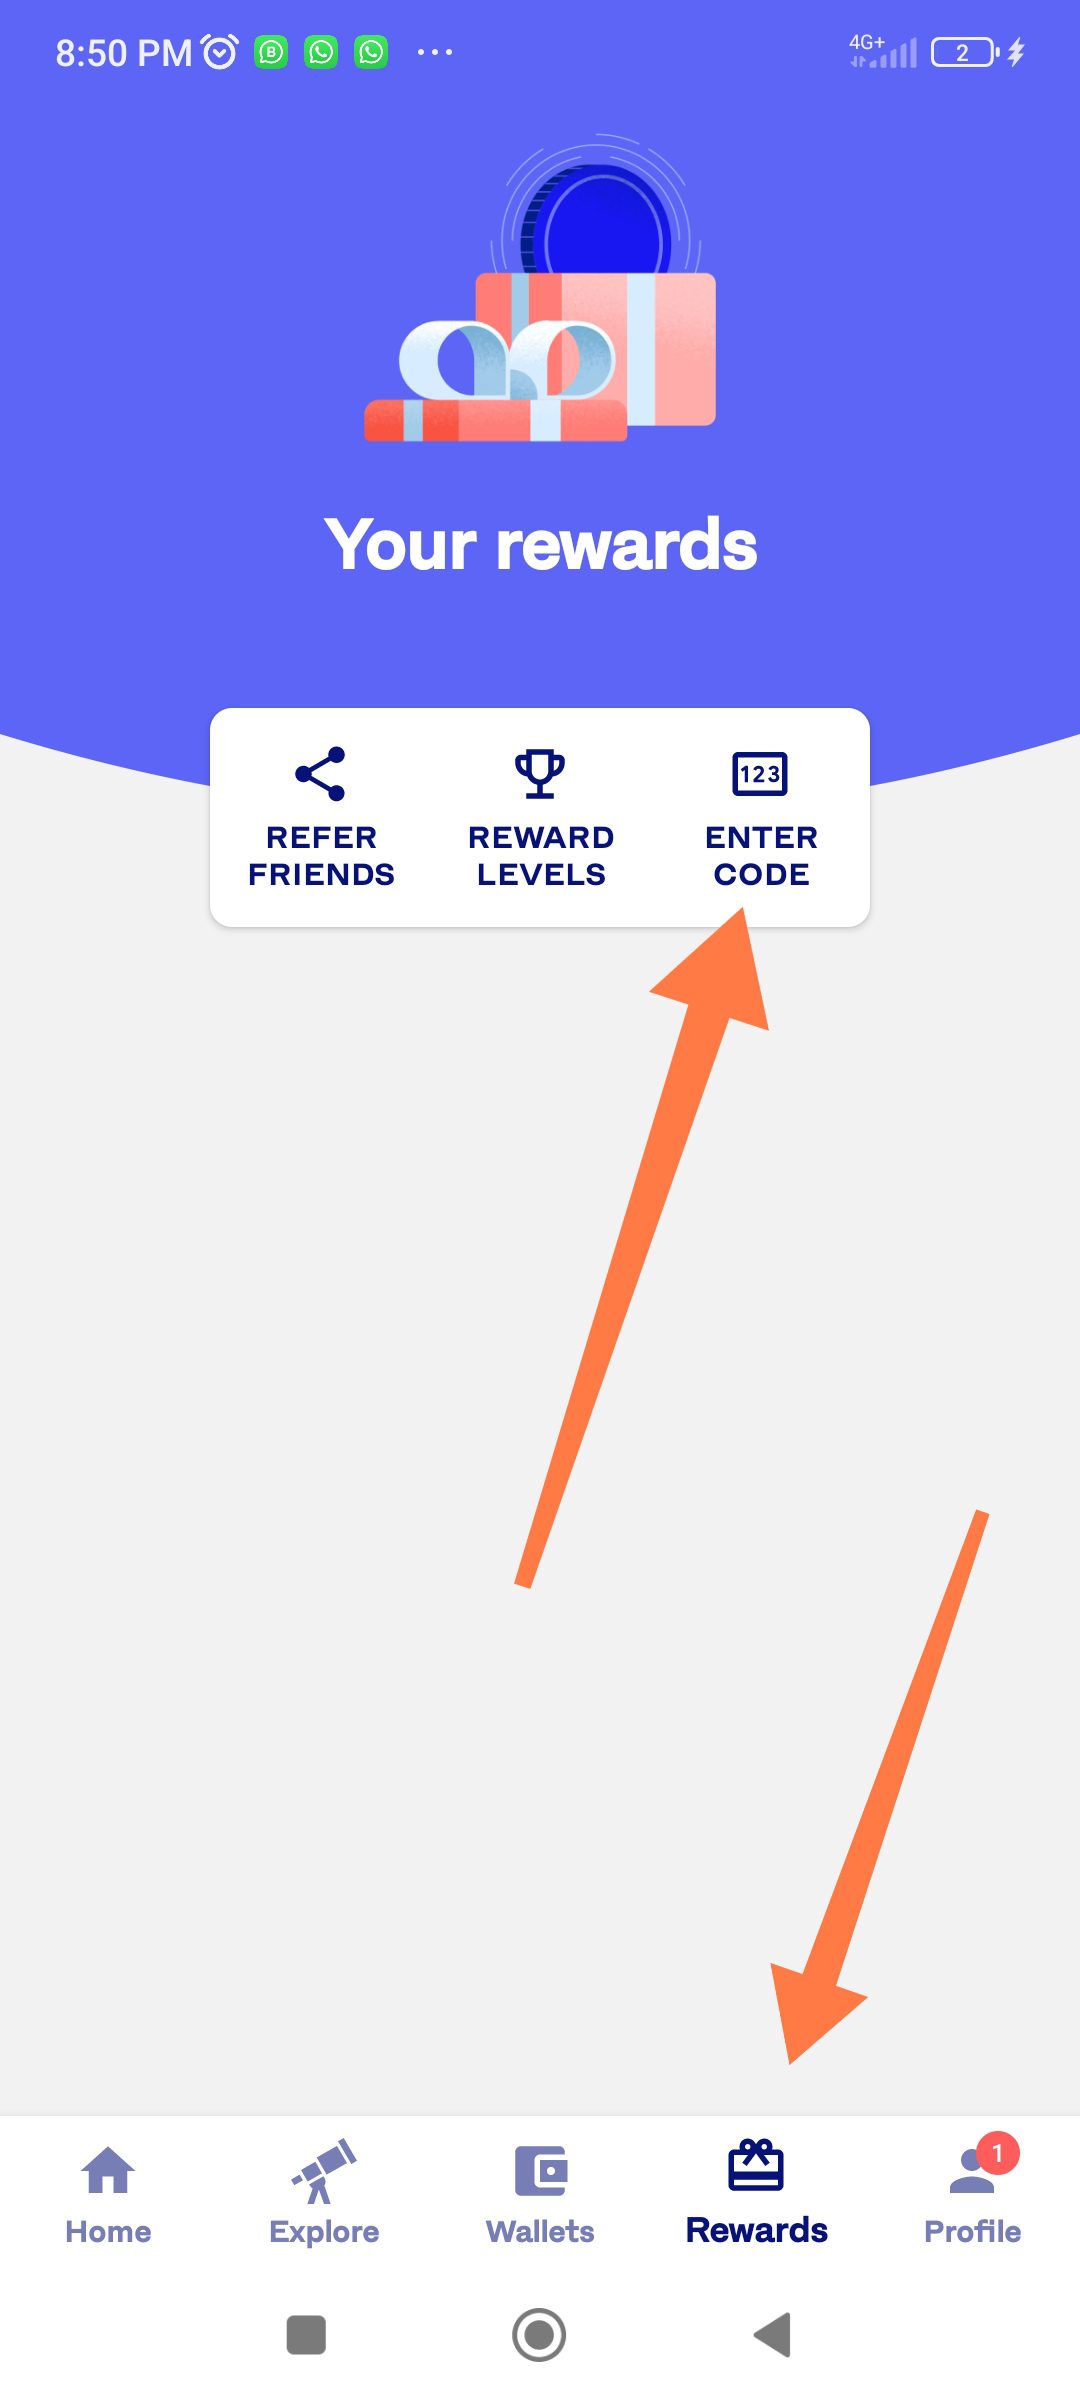 8:50 PM
4G+
2
Your rewards
123
REFER
FRIENDS
REWARD
LEVELS
ENTER
CODE
1
Home
Explore
Wallets
Rewards
Profile